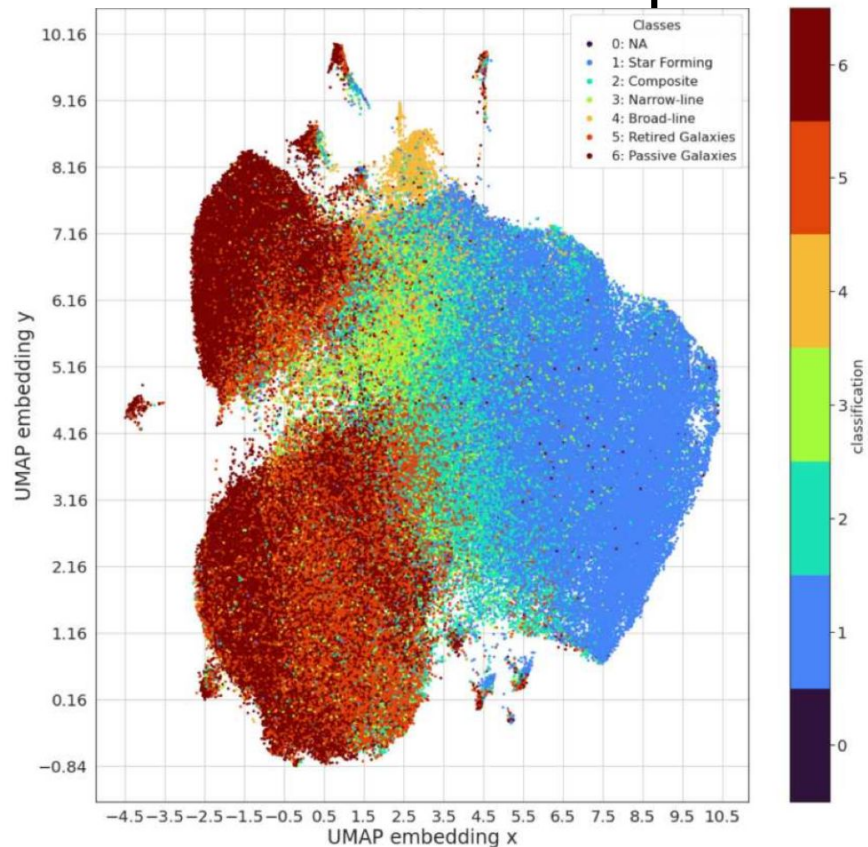 Classes
0: NA
1: Star Forming
2: Composite
3: Narrow-line
4: Broad-line
5: Retired Galaxies
6: Passive Galaxies
10.16
9.16
8.16
7.16
6.16
5.16
4.16
3.16
2.16
1.16
0.16
−0.84
UMAP embedding y
−4.5 −3.5 −2.5 −1.5 −0.5 0.5 1.5 2.5 3.5 4.5 5.5 6.5 7.5 8.5 9.5 10.5
UMAP embedding x
6
5
4
3
2
1
0
classification